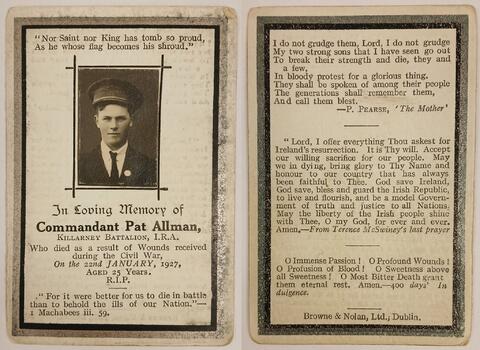 "Nor Saint nor King has tomb so proud,
As he whose flag becomes his shroud."
In Loving Memory of
Commandant Pat Allman,
KILLARNEY BATTALION, I.R.A.
Who died as a result of Wounds received
during the Civil War,
On the 22nd JANUARY, 1927,
AGED 25 YEARS.
R.I.P.
"For it were better for us to die in battle
than to behold the ills of our Nation."—
1 Machabees iii. 59.
I do not grudge them, Lord, I do not grudge
My two strong sons that I have seen go out
To break their strength and die, they and
a few,
In bloody protest for a glorious thing.
They shall be spoken of among their people
The generations shall remember them,
And call them blest.
—P. PEARSE, 'The Mother'
"Lord, I offer everything Thou askest for
Ireland's resurrection. It is Thy will. Accept
our willing sacrifice for our people. May
we in dying, bring glory to Thy Name and
honour to our country that has always
been faithful to Thee. God save Ireland,
God save, bless and guard the Irish Republic,
to live and flourish, and be a model Govern-
ment of truth and justice to all Nations,
May the liberty of the Irish people shine
with Thee, O my God, for ever and ever,
Amen,—From Terence McSwiney's last prayer
O Immense Passion! O Profound Wounds!
O Profusion of Blood! O Sweetness above
all Sweetness! O Most Bitter Death grant
them eternal rest. Amen.—400 days' In
dulgence.
Browne & Nolan, Ltd., Dublin.